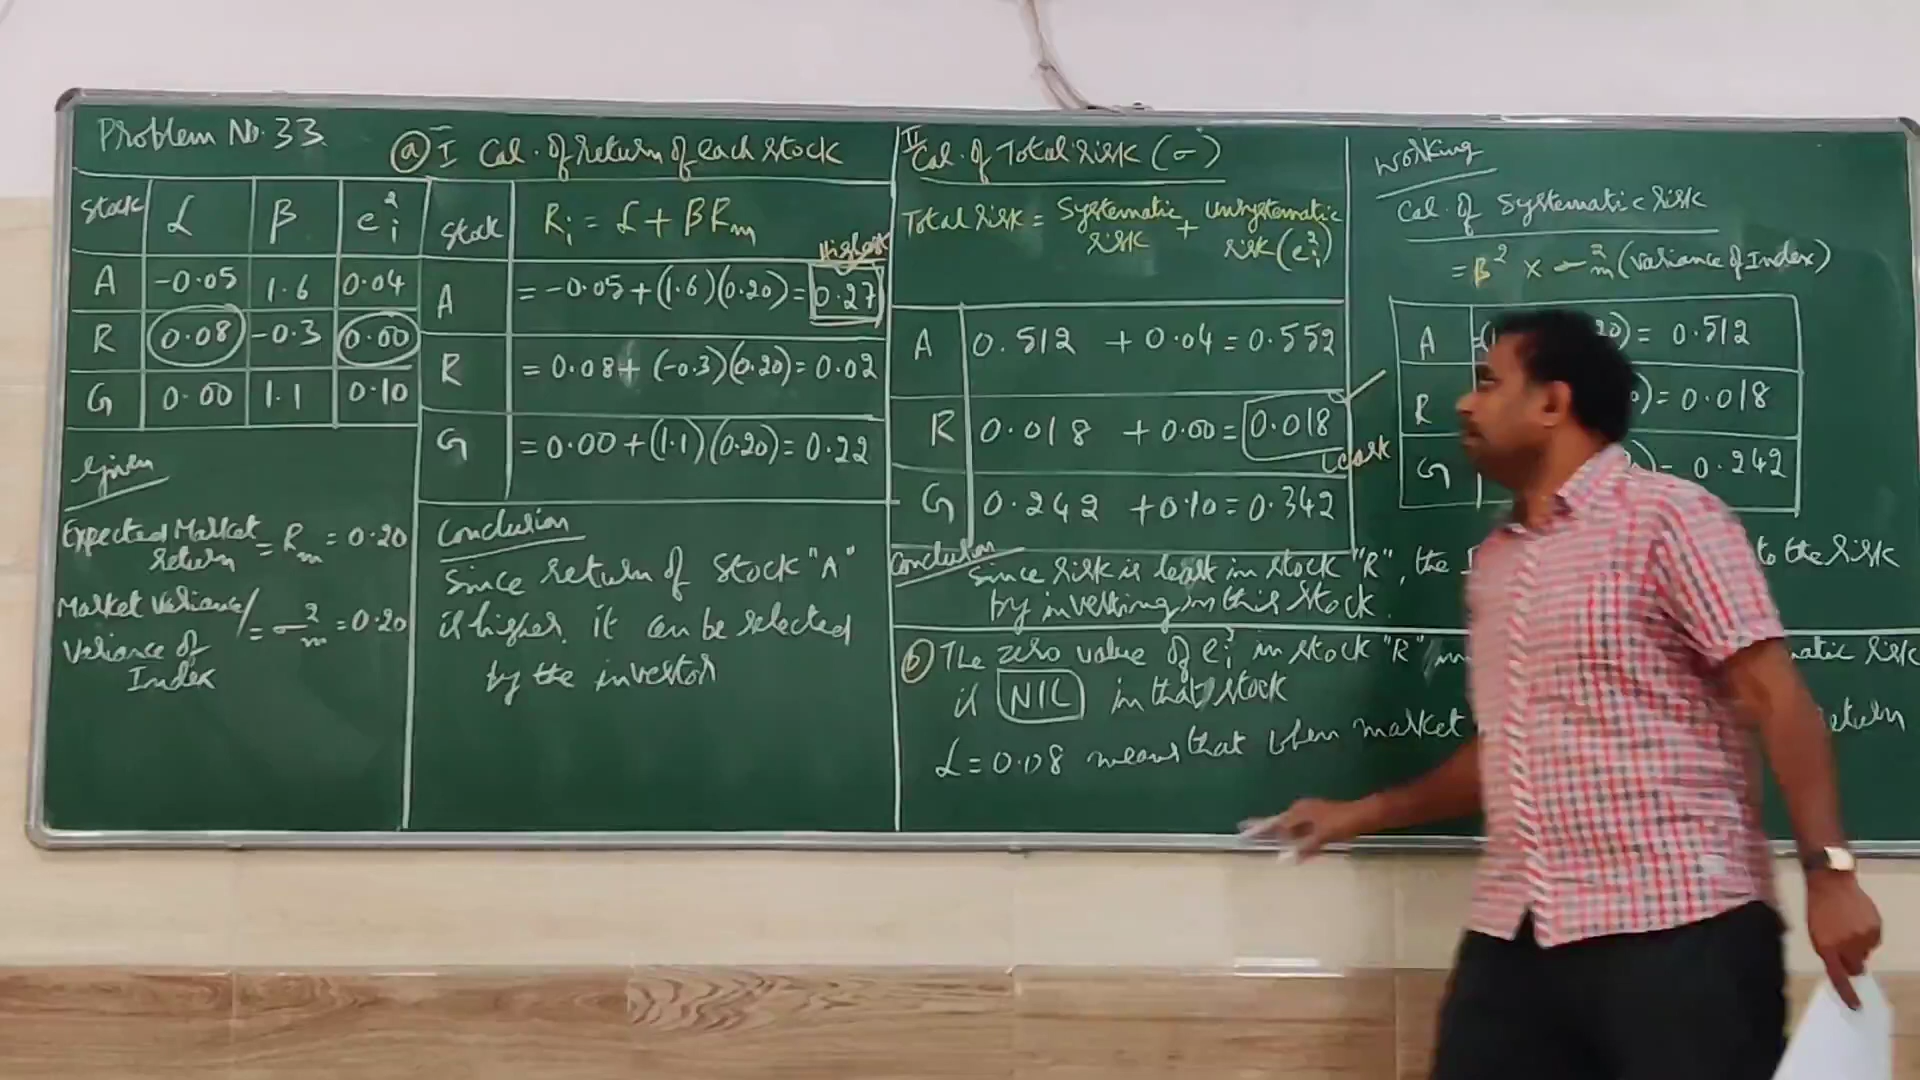 Problem No. 33
Stock α β e²i
A -0.05 1.6 0.04
R 0.08 -0.3 0.00
G 0.00 1.1 0.10
Given
Expected Market Return = Rm = 0.20
Market Variance/
Variance of Index = σ²m = 0.20
ⓐ I Cal. of return of each stock
Stock Ri = α + βRm
Highest
A = -0.05 + (1.6)(0.20) = 0.27
R = 0.08 + (-0.3)(0.20) = 0.02
G = 0.00 + (1.1)(0.20) = 0.22
Conclusion
Since return of stock "A"
is higher. it can be selected
by the investor
II Cal. of Total risk (σ)
Total risk = Systematic risk + Unsystematic risk (e²i)
A 0.512 + 0.04 = 0.552
R 0.018 + 0.00 = 0.018
Least
G 0.242 + 0.10 = 0.342
Conclusion
Since risk is least in stock "R", the to the risk
by investing in this stock.
ⓑ The zero value of e²i in stock "R" risk
is NIL in that stock
α = 0.08 means that when market return
Working
Cal. of Systematic risk
= β² × σ²m (Variance of Index)
A = 0.512
R = 0.018
G = 0.242